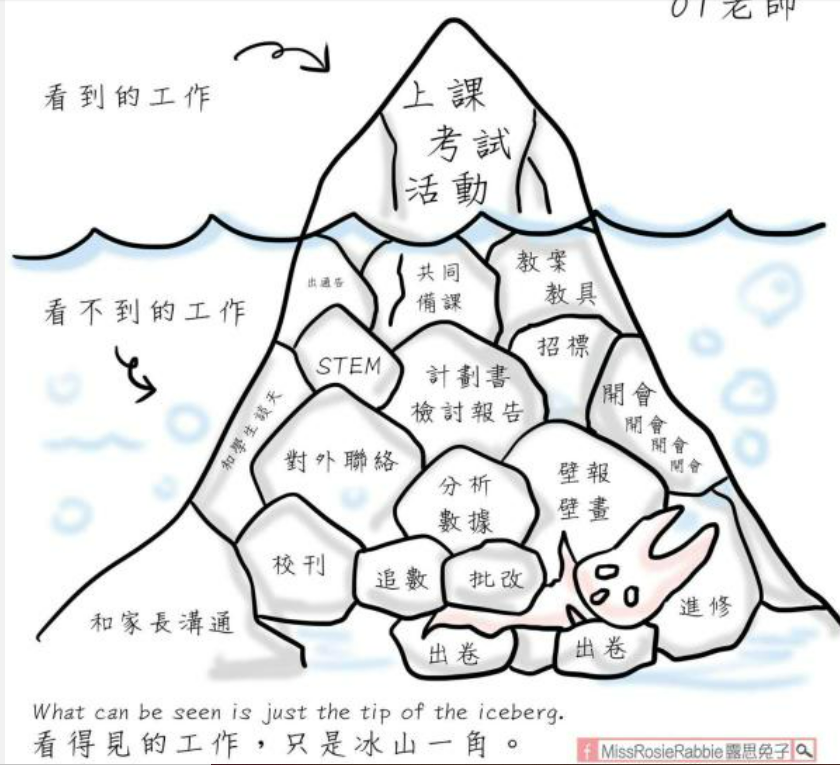 01老師
看到的工作
上課
考試
活動
看不到的工作
出通告
共同
備課
教案
教具
STEM
計劃書
檢討報告
招標
開會
開會
開會
開會
和學生談天
對外聯絡
分析
數據
壁報
壁畫
校刊
追數
批改
進修
和家長溝通
出卷
出卷
What can be seen is just the tip of the iceberg.
看得見的工作，只是冰山一角。
f MissRosieRabbie 露思兔子